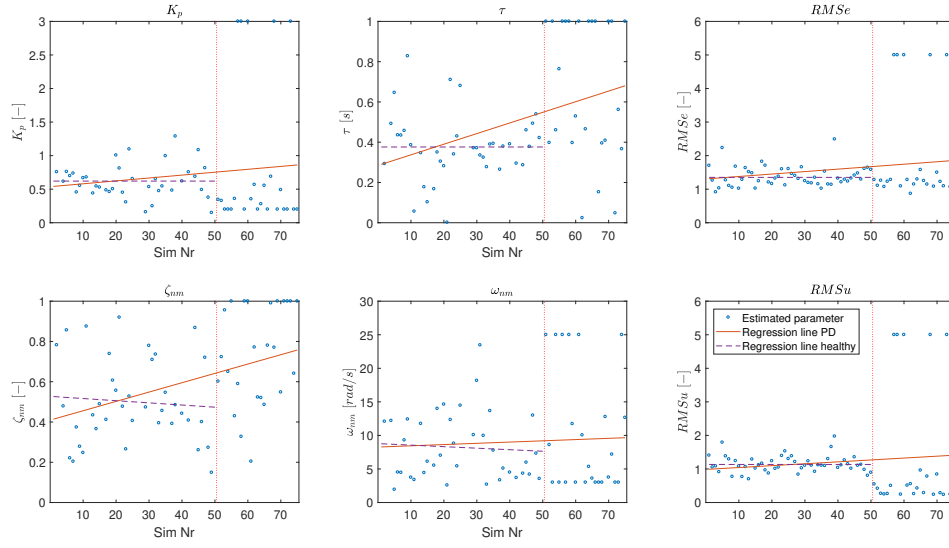 K_p
τ
RMSe
K_p [−]
3
2.5
2
1.5
1
0.5
0
10 20 30 40 50 60 70
Sim Nr
τ [s]
1
0.8
0.6
0.4
0.2
0
10 20 30 40 50 60 70
Sim Nr
RMSe [−]
6
5
4
3
2
1
0
10 20 30 40 50 60 70
ζ_nm
ω_nm
RMSu
ζ_nm [−]
1
0.8
0.6
0.4
0.2
0
10 20 30 40 50 60 70
Sim Nr
ω_nm [rad/s]
30
25
20
15
10
5
0
10 20 30 40 50 60 70
Sim Nr
RMSu [−]
6
5
4
3
2
1
0
Estimated parameter
Regression line PD
Regression line healthy
10 20 30 40 50 60 70